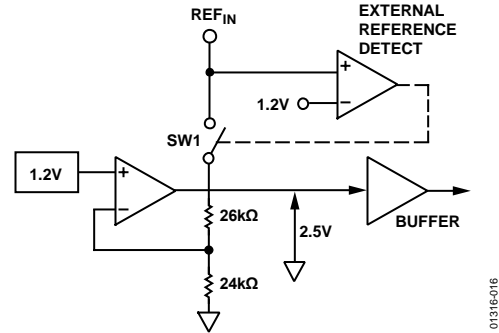 REFIN
EXTERNAL
REFERENCE
DETECT
+
1.2V
–
SW1
1.2V
+
–
26kΩ
2.5V
BUFFER
24kΩ
01316-016